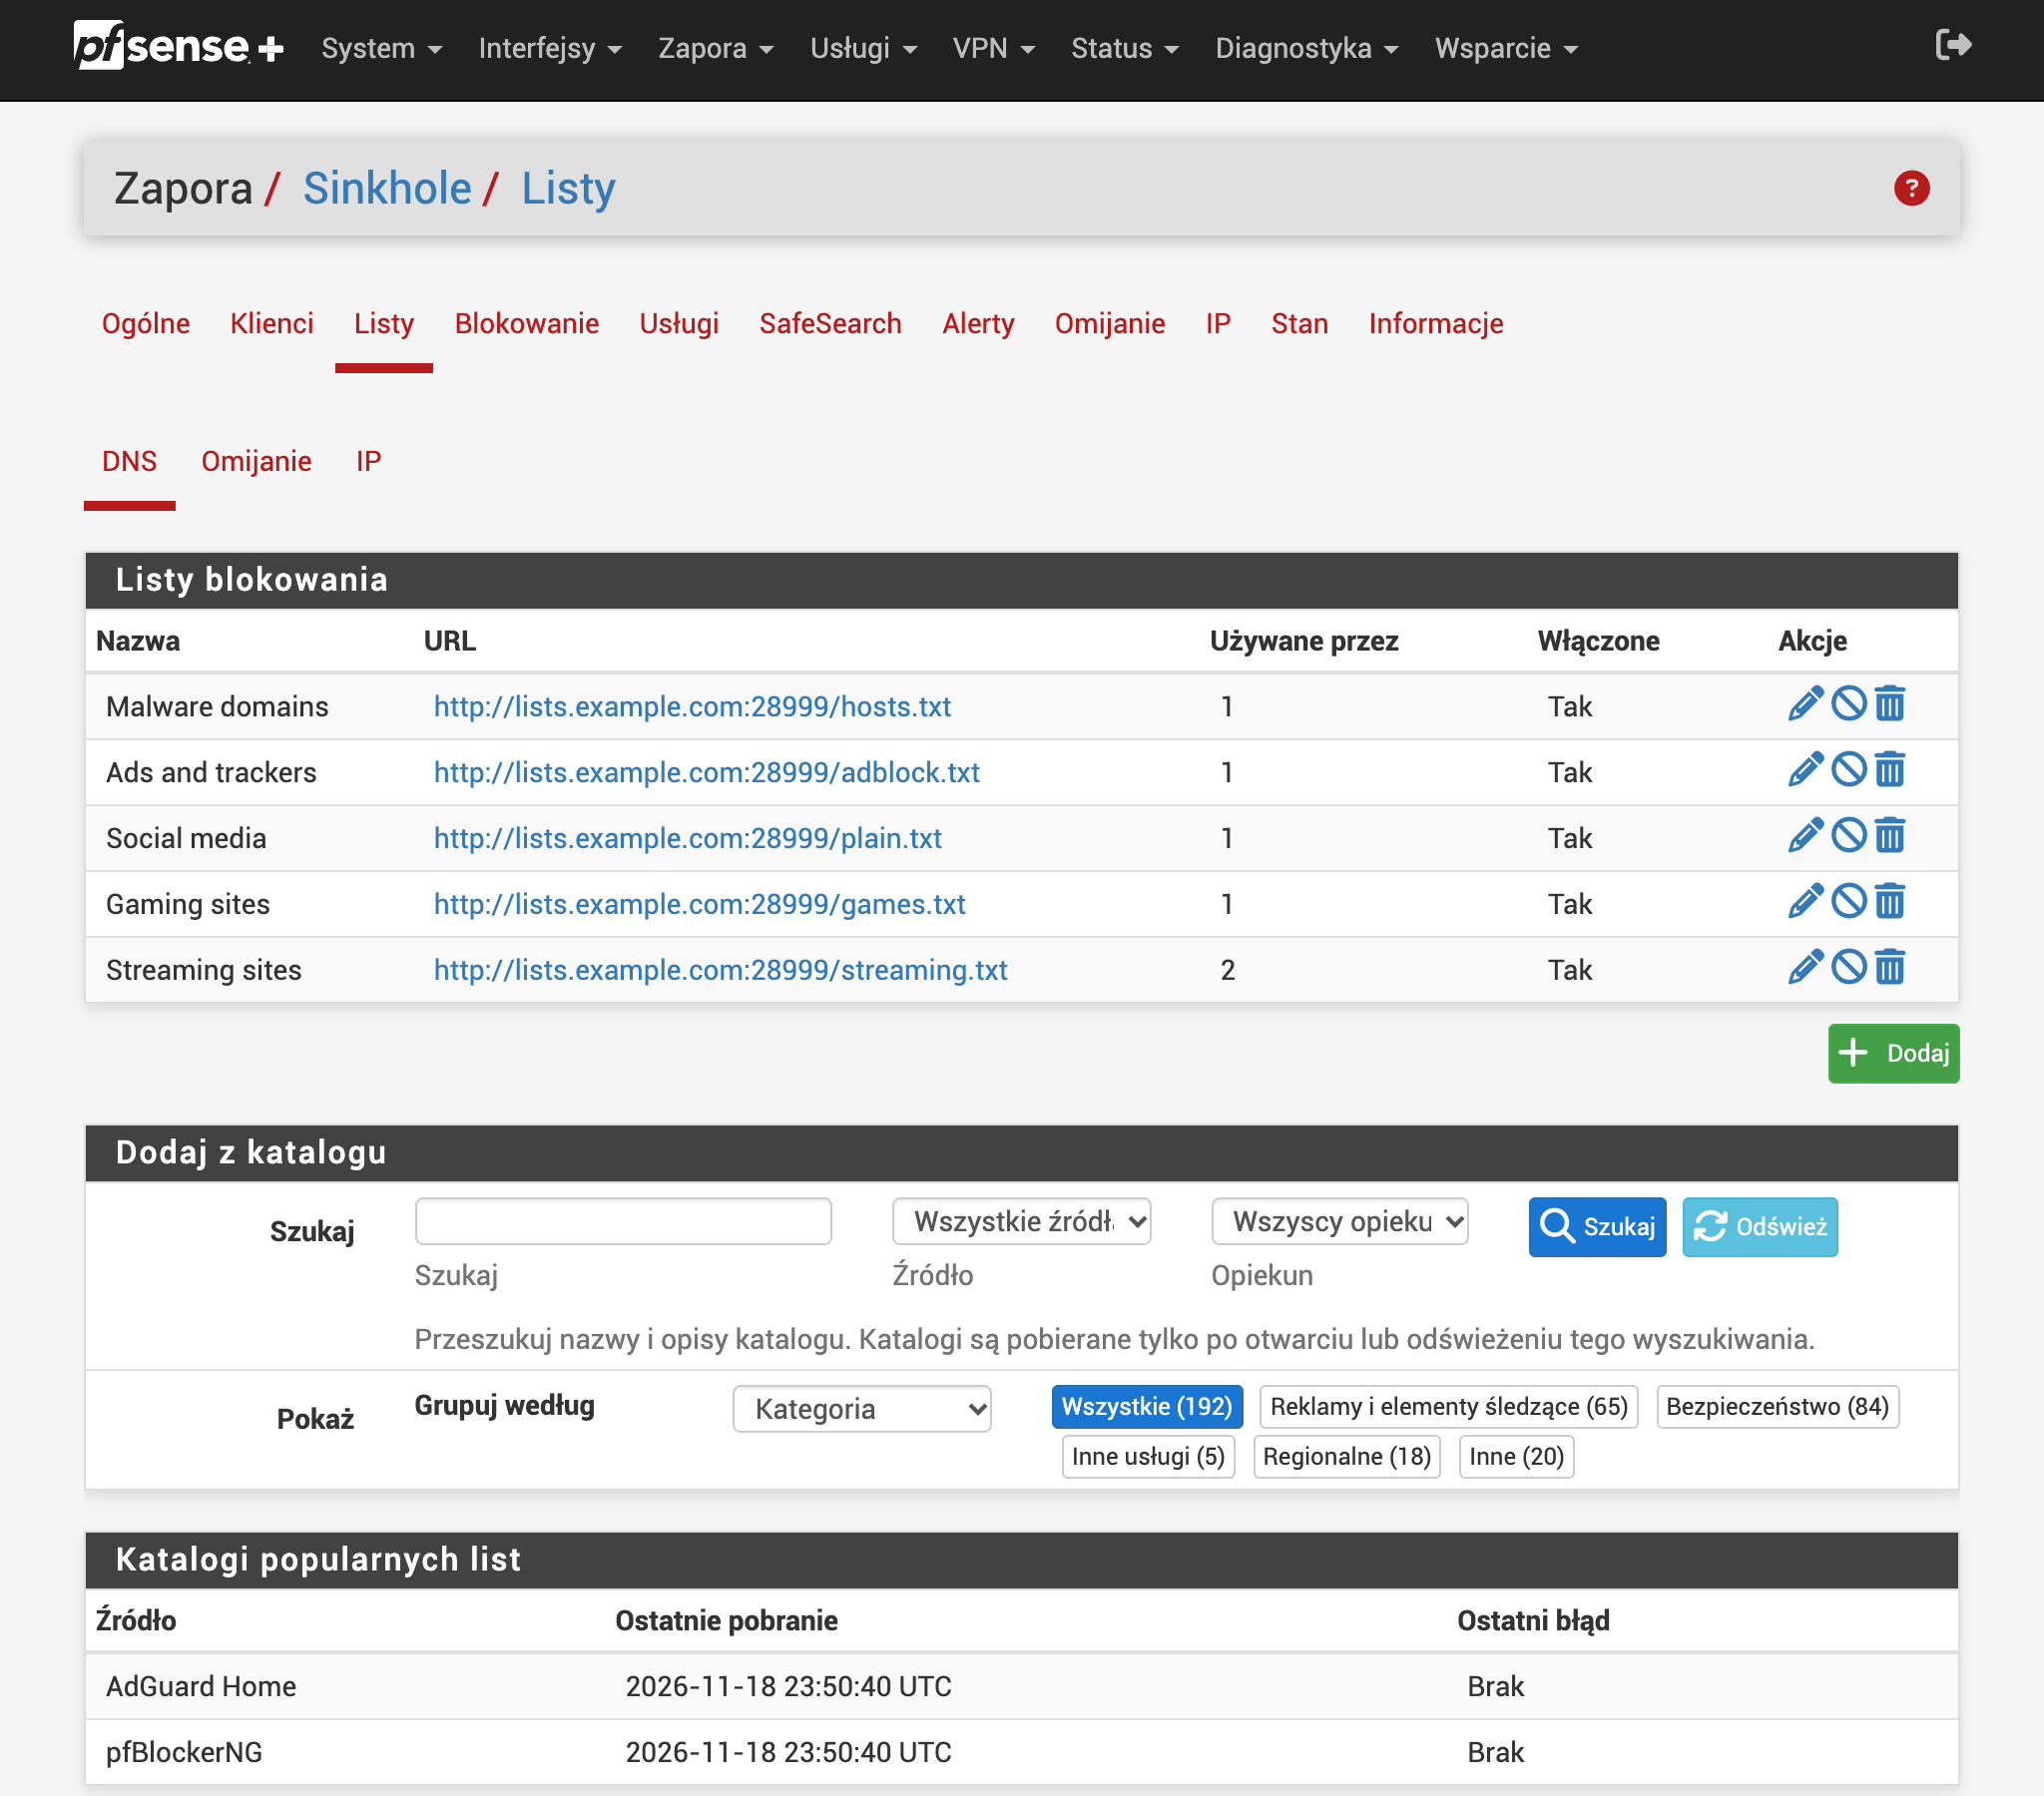 pfsense + System Interfejsy Zapora Usługi VPN Status Diagnostyka Wsparcie
Zapora / Sinkhole / Listy ?
Ogólne Klienci Listy Blokowanie Usługi SafeSearch Alerty Omijanie IP Stan Informacje
DNS Omijanie IP
Listy blokowania
Nazwa URL Używane przez Włączone Akcje
Malware domains http://lists.example.com:28999/hosts.txt 1 Tak
Ads and trackers http://lists.example.com:28999/adblock.txt 1 Tak
Social media http://lists.example.com:28999/plain.txt 1 Tak
Gaming sites http://lists.example.com:28999/games.txt 1 Tak
Streaming sites http://lists.example.com:28999/streaming.txt 2 Tak
Dodaj
Dodaj z katalogu
Szukaj Wszystkie źródł Wszyscy opieku Szukaj Odśwież
Szukaj Źródło Opiekun
Przeszukuj nazwy i opisy katalogu. Katalogi są pobierane tylko po otwarciu lub odświeżeniu tego wyszukiwania.
Pokaż Grupuj według Kategoria Wszystkie (192) Reklamy i elementy śledzące (65) Bezpieczeństwo (84)
Inne usługi (5) Regionalne (18) Inne (20)
Katalogi popularnych list
Źródło Ostatnie pobranie Ostatni błąd
AdGuard Home 2026-11-18 23:50:40 UTC Brak
pfBlockerNG 2026-11-18 23:50:40 UTC Brak